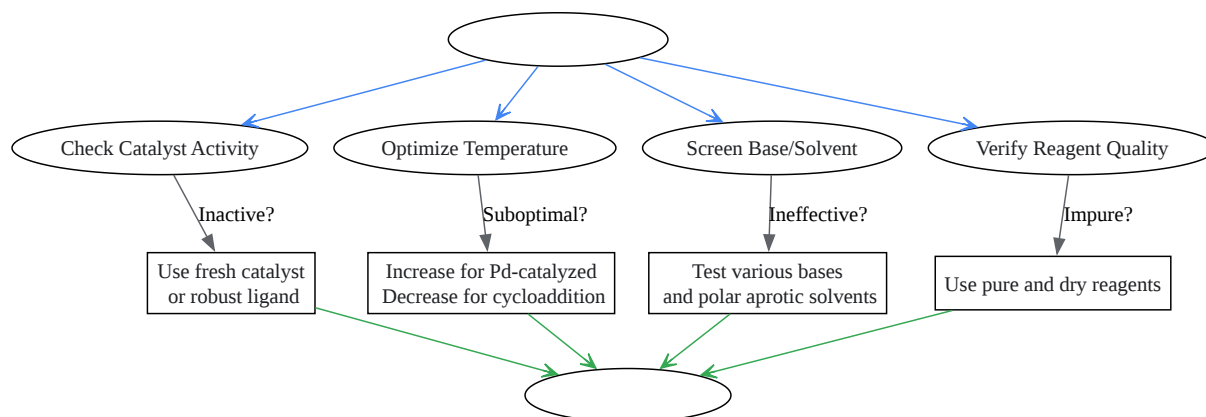 Check Catalyst Activity
Optimize Temperature
Screen Base/Solvent
Verify Reagent Quality
Inactive?
Suboptimal?
Ineffective?
Impure?
Use fresh catalyst
or robust ligand
Increase for Pd-catalyzed
Decrease for cycloaddition
Test various bases
and polar aprotic solvents
Use pure and dry reagents